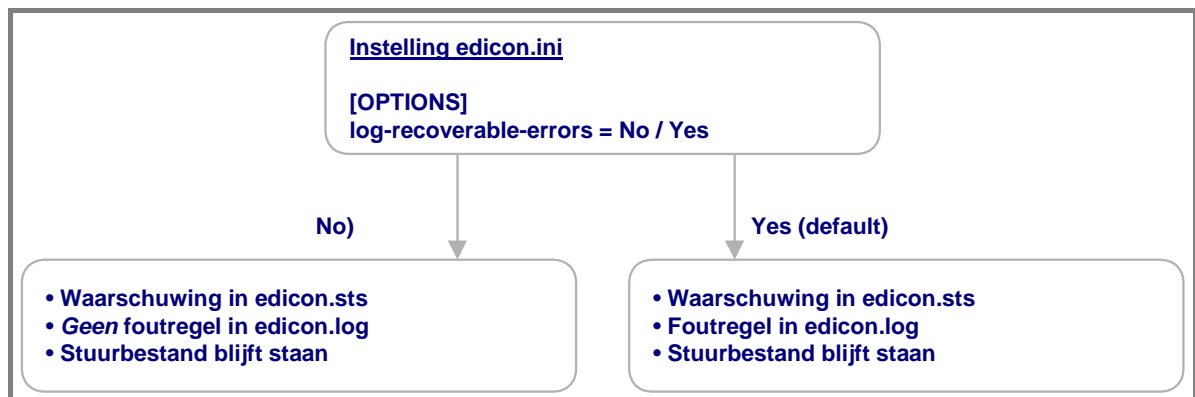 Instelling edicon.ini
[OPTIONS]
log-recoverable-errors = No / Yes
No)
Yes (default)
• Waarschuwing in edicon.sts
• Geen foutregel in edicon.log
• Stuurbestand blijft staan
• Waarschuwing in edicon.sts
• Foutregel in edicon.log
• Stuurbestand blijft staan